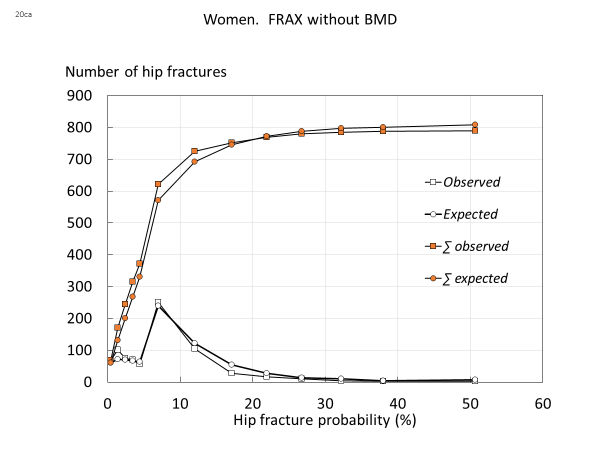 20ca
Women.  FRAX without BMD
Number of hip fractures
900
800
700
600
500
400
300
200
100
0
Observed
Expected
∑ observed
∑ expected
0 10 20 30 40 50 60
Hip fracture probability (%)